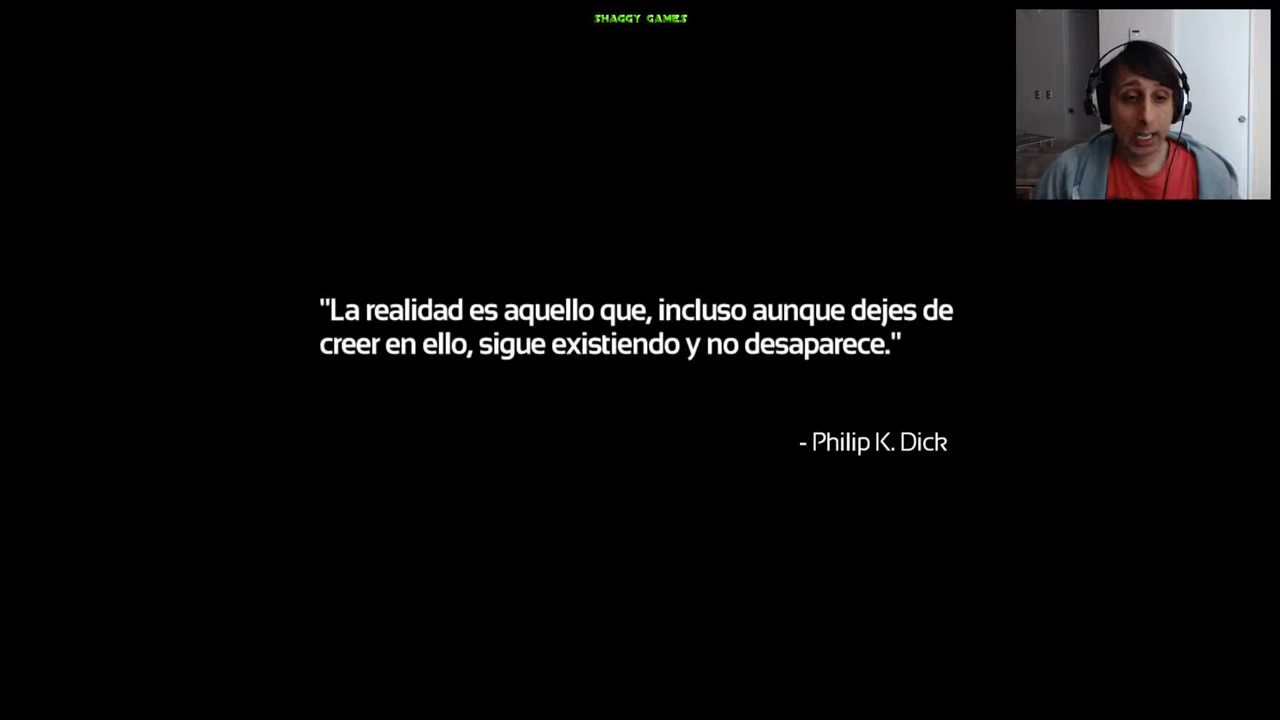 SHAGGY GAMES
"La realidad es aquello que, incluso aunque dejes de
creer en ello, sigue existiendo y no desaparece."
- Philip K. Dick